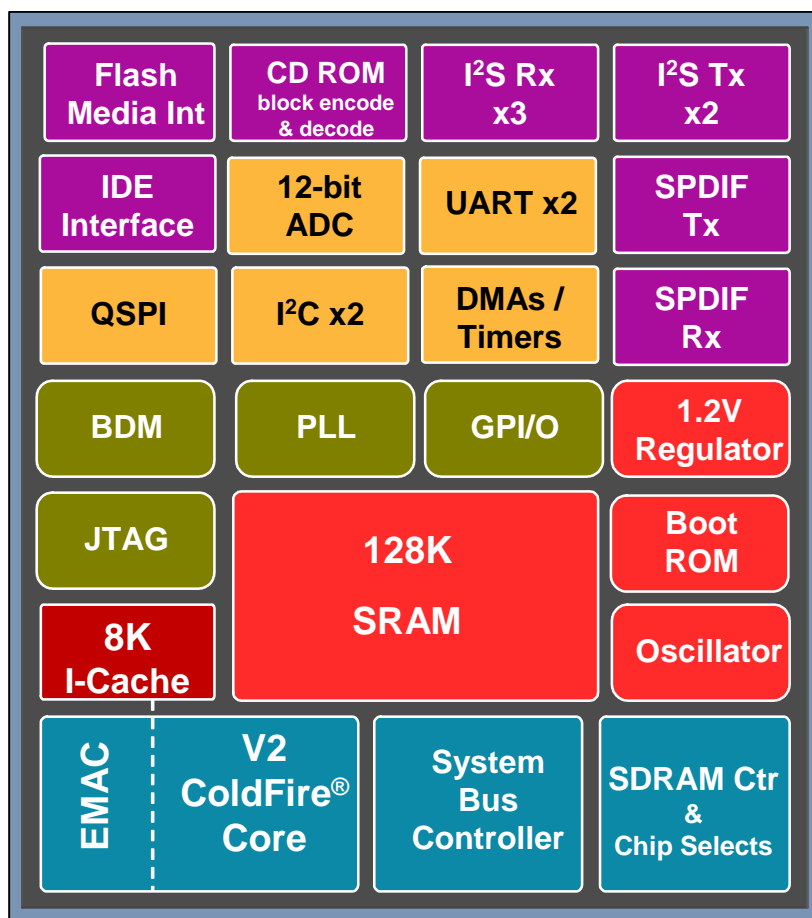 Flash
Media Int
CD ROM
block encode
& decode
I²S Rx
x3
I²S Tx
x2
IDE
Interface
12-bit
ADC
UART x2
SPDIF
Tx
QSPI
I²C x2
DMAs /
Timers
SPDIF
Rx
BDM
PLL
GPI/O
1.2V
Regulator
JTAG
128K
SRAM
Boot
ROM
8K
I-Cache
Oscillator
EMAC
V2
ColdFire®
Core
System
Bus
Controller
SDRAM Ctr
&
Chip Selects